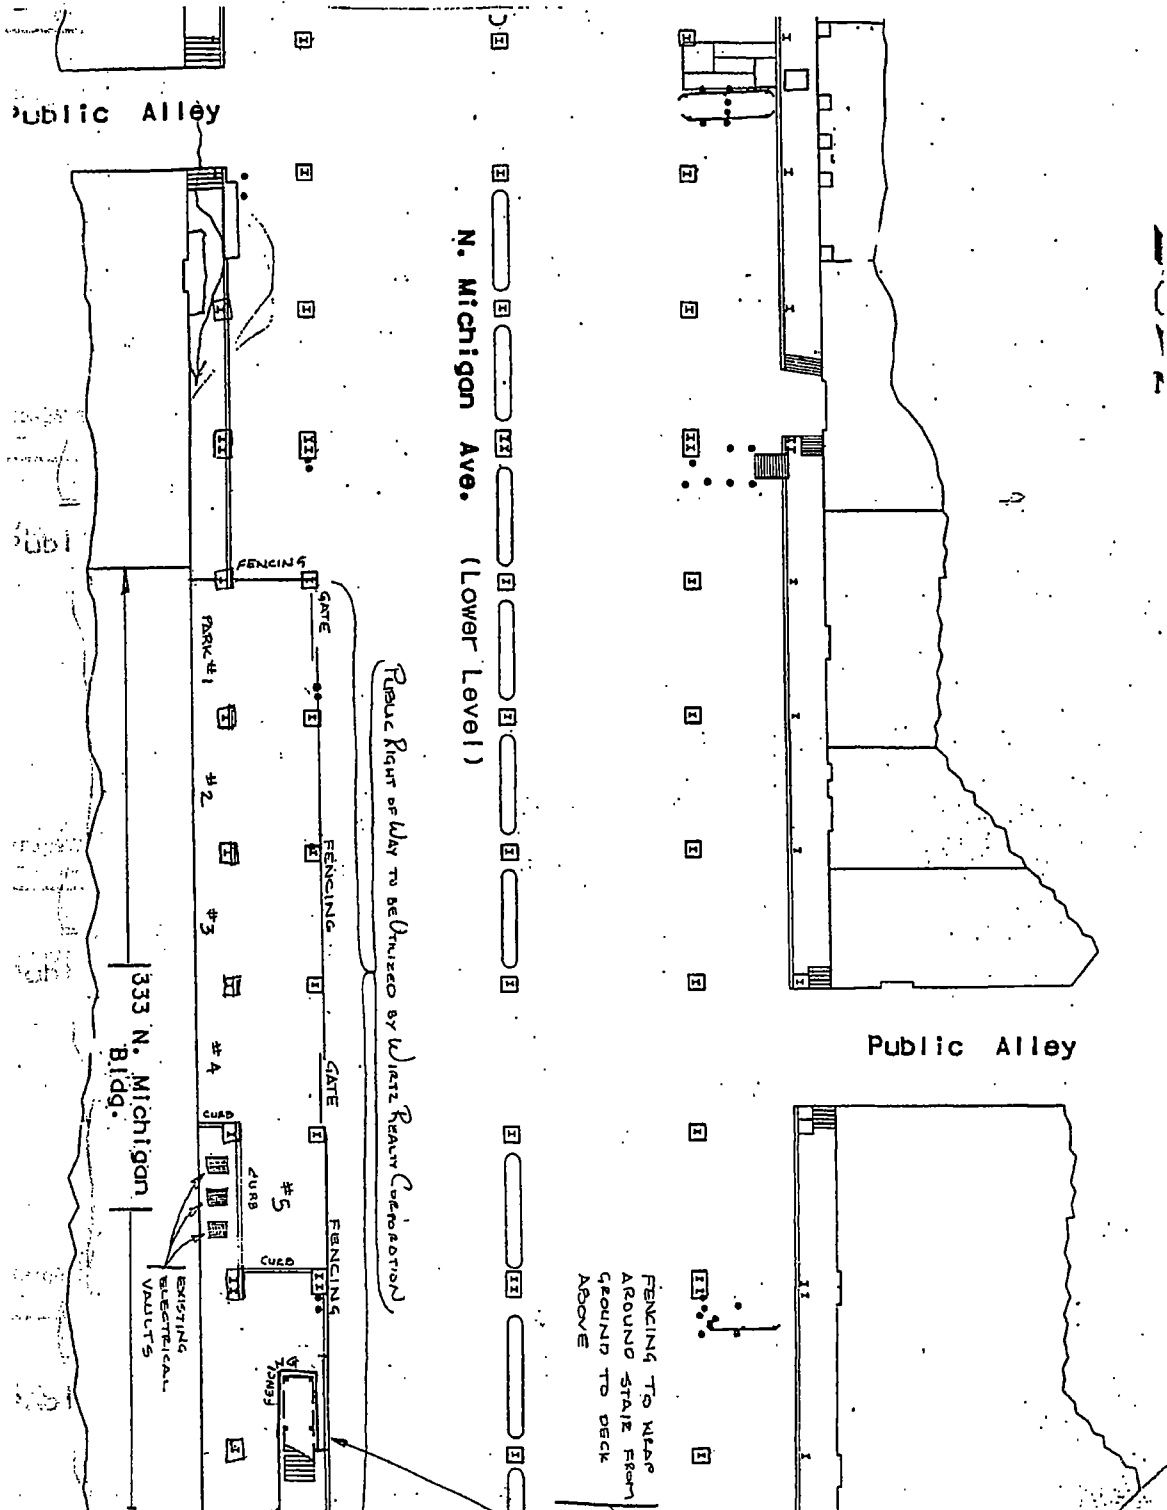 Public Alley
N. Michigan Ave. (Lower Level)
FENCING
GATE
PARK #1
#2
FENCING
#3
PUBLIC RIGHT OF WAY TO BE UTILIZED BY WIRTZ REALTY CORPORATION
#4
GATE
333 N. Michigan
Bldg.
CURB
CURB
#5
CURB
FENCING
EXISTING
ELECTRICAL
VAULTS
FENCING TO WRAP
AROUND STAIR FROM
GROUND TO DECK
ABOVE
Public Alley